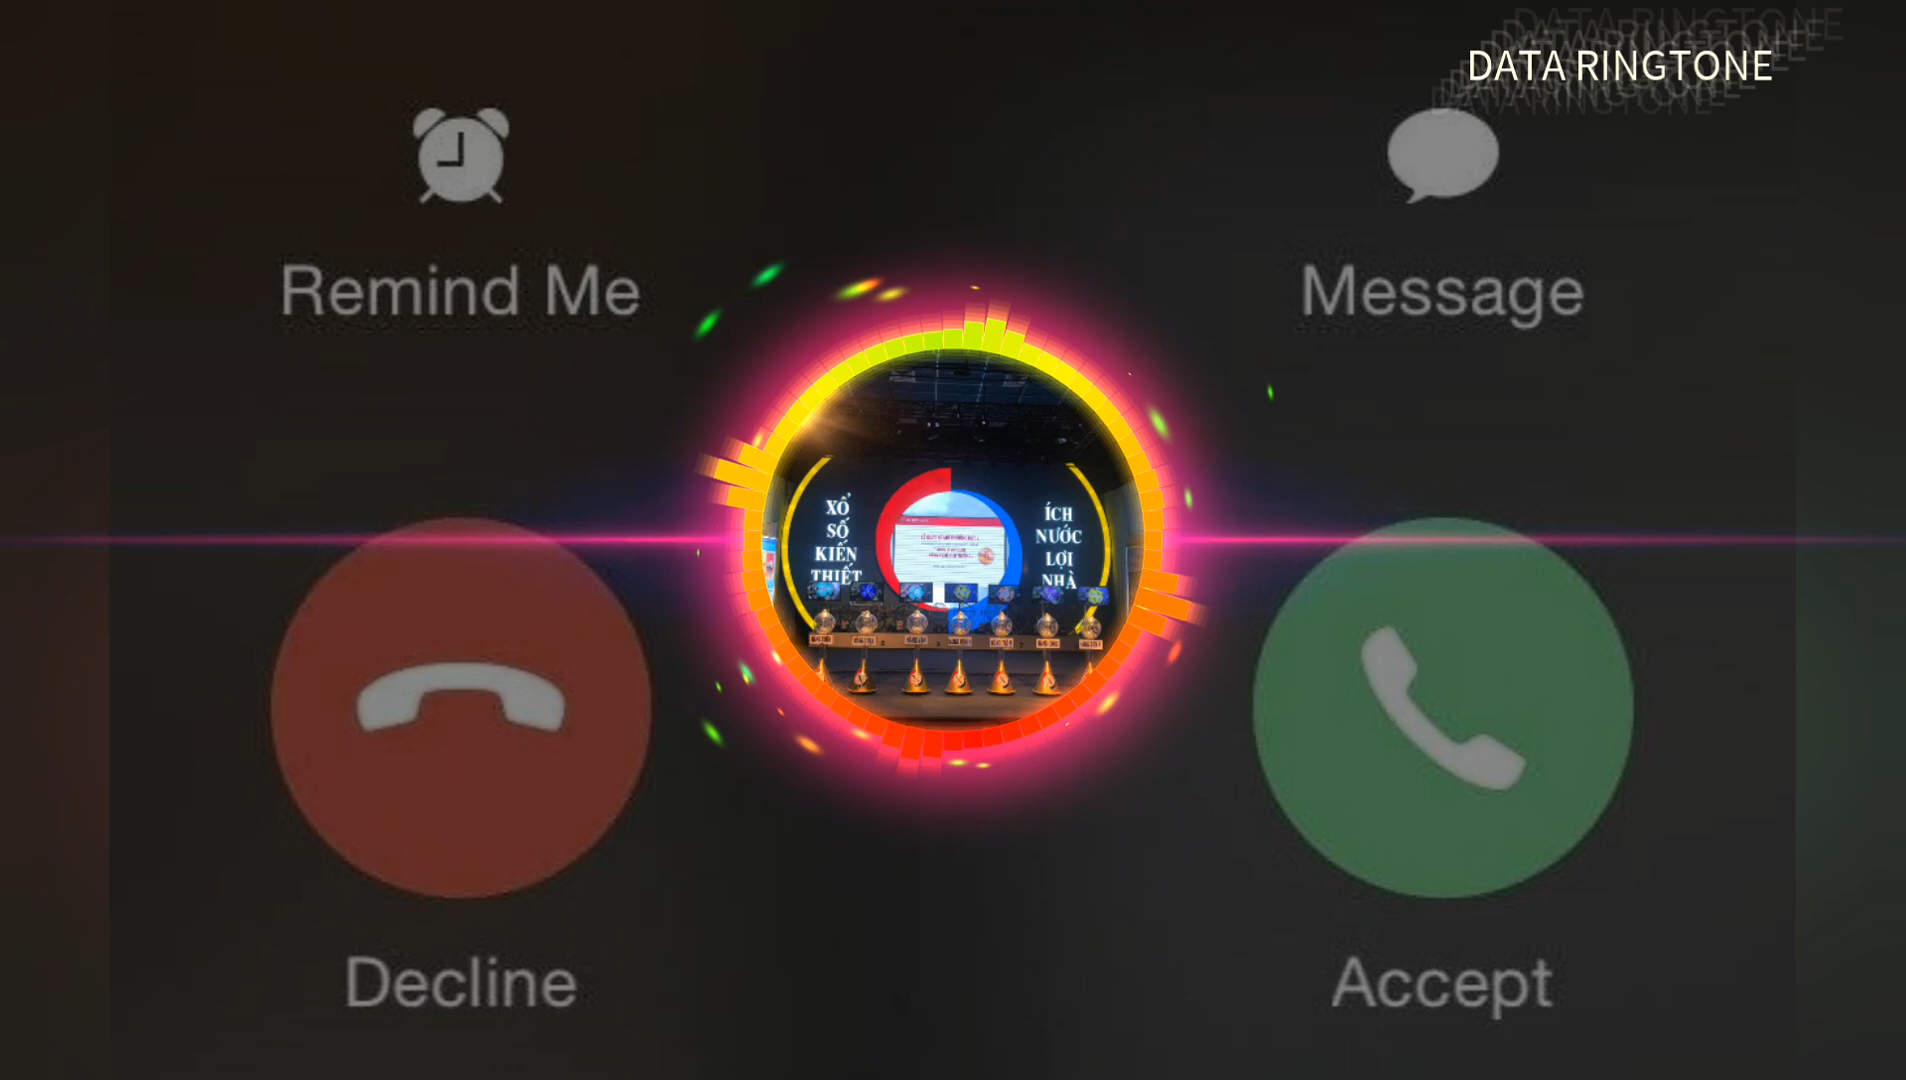 DATA RINGTONE
Remind Me
Message
XỔ
SỐ
KIẾN
THIẾT
ÍCH
NƯỚC
LỢI
NHÀ
Decline
Accept